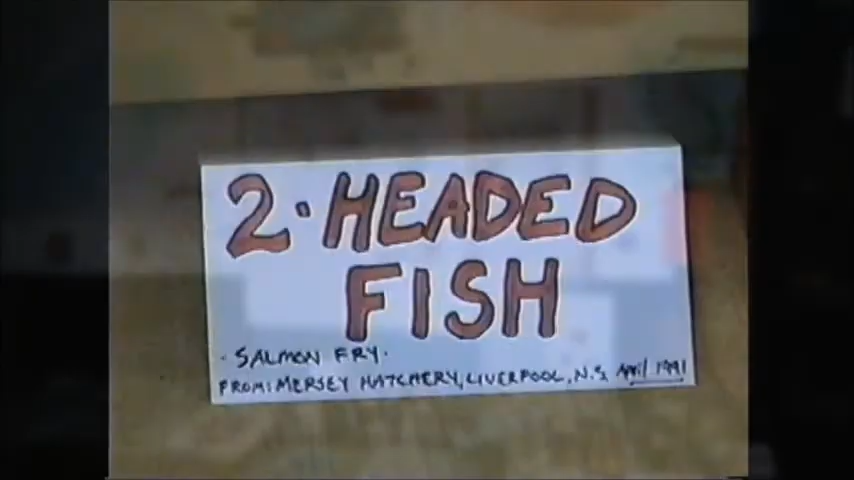 2·HEADED
FISH
·SALMON FRY·
FROM: MERSEY HATCHERY, LIVERPOOL, N.S. April 1991